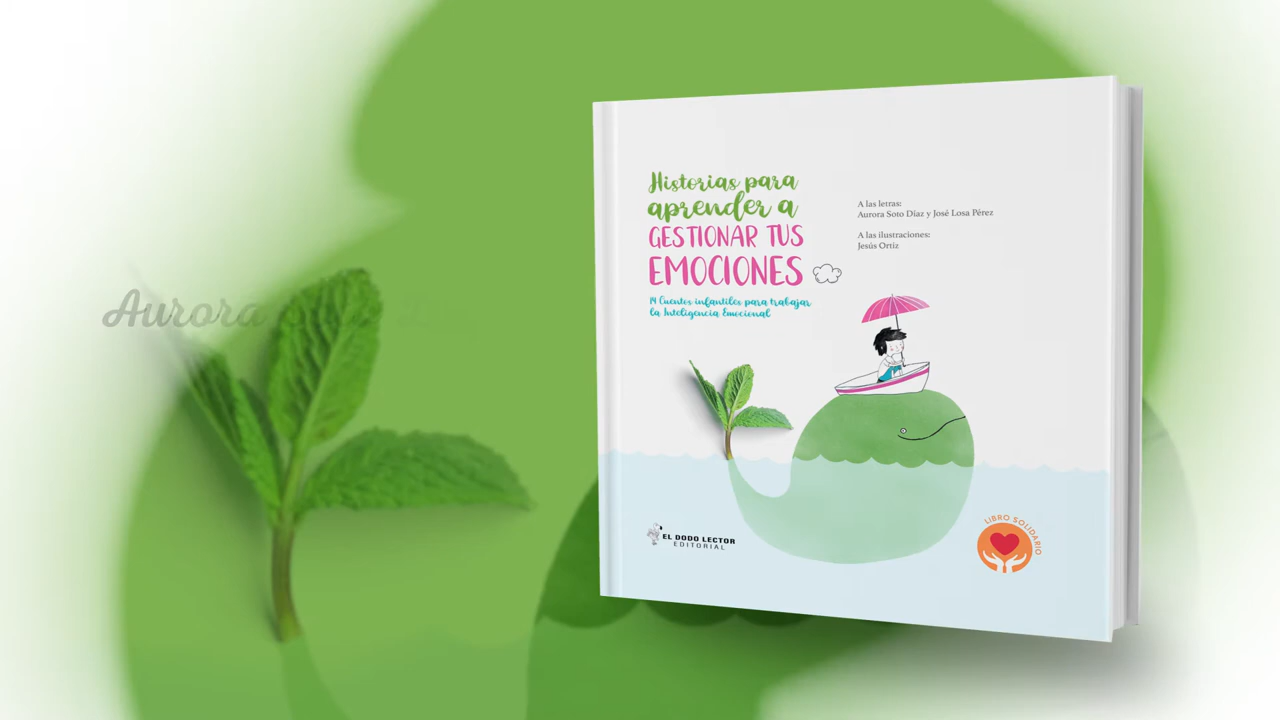 Aurora
Historias para
aprender a
GESTIONAR TUS
EMOCIONES
14 Cuentos infantiles para trabajar
la Inteligencia Emocional
A las letras:
Aurora Soto Díaz y José Losa Pérez
A las ilustraciones:
Jesús Ortiz
EL DODO LECTOR
EDITORIAL
LIBRO SOLIDARIO